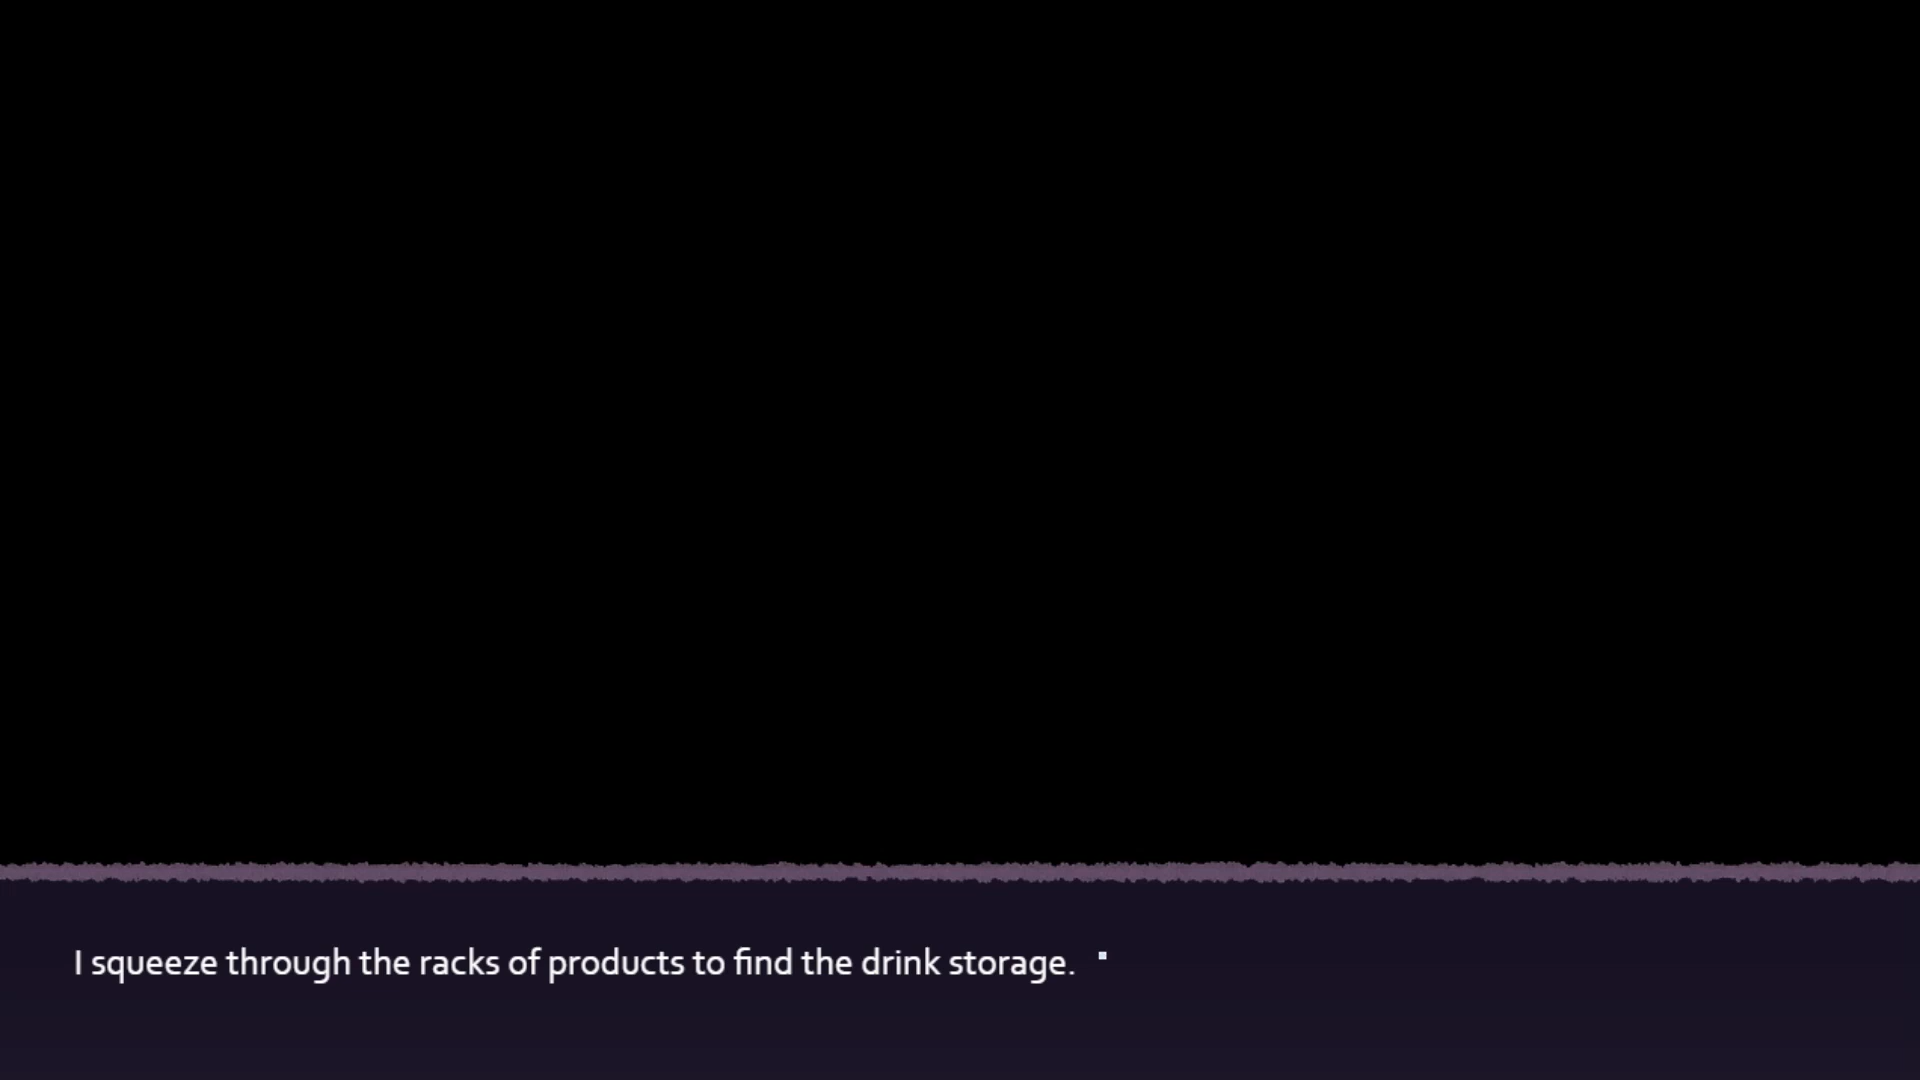 I squeeze through the racks of products to find the drink storage.